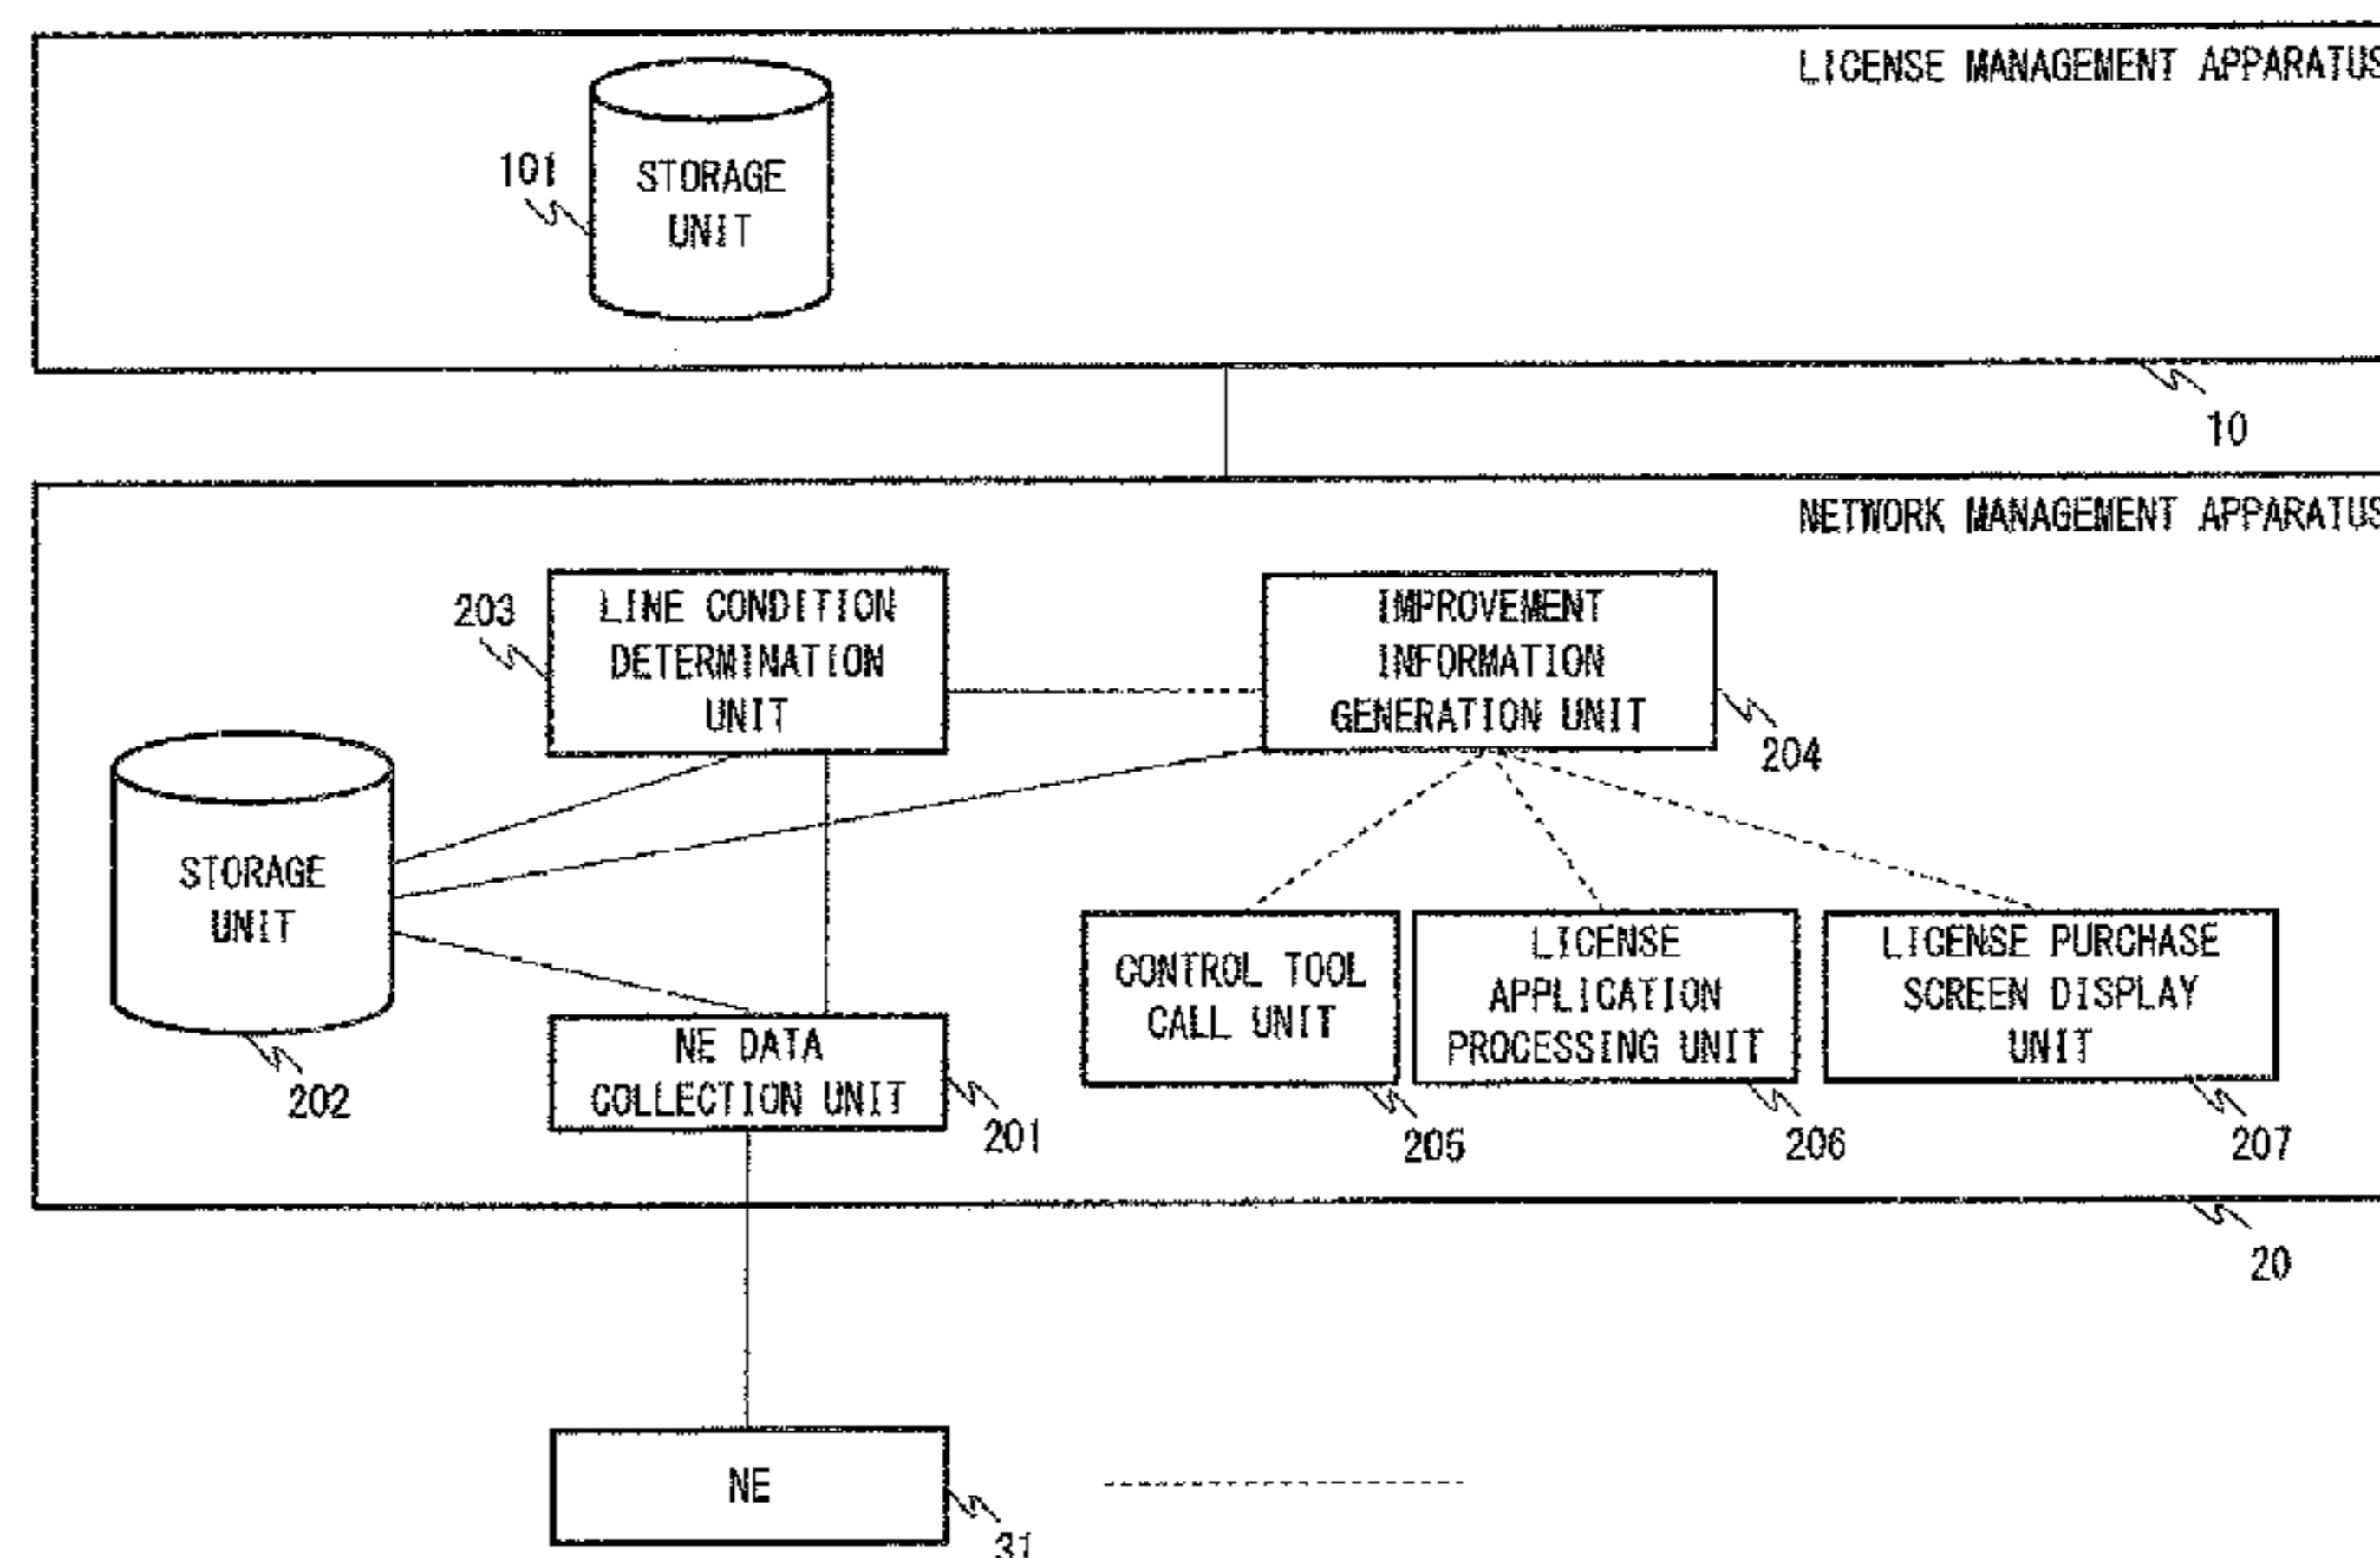 LICENSE MANAGEMENT APPARATUS
101
STORAGE
UNIT
10
NETWORK MANAGEMENT APPARATUS
203
LINE CONDITION
DETERMINATION
UNIT
IMPROVEMENT
INFORMATION
GENERATION UNIT
204
STORAGE
UNIT
202
NE DATA
COLLECTION UNIT
201
CONTROL TOOL
CALL UNIT
205
LICENSE
APPLICATION
PROCESSING UNIT
206
LICENSE PURCHASE
SCREEN DISPLAY
UNIT
207
20
NE
31